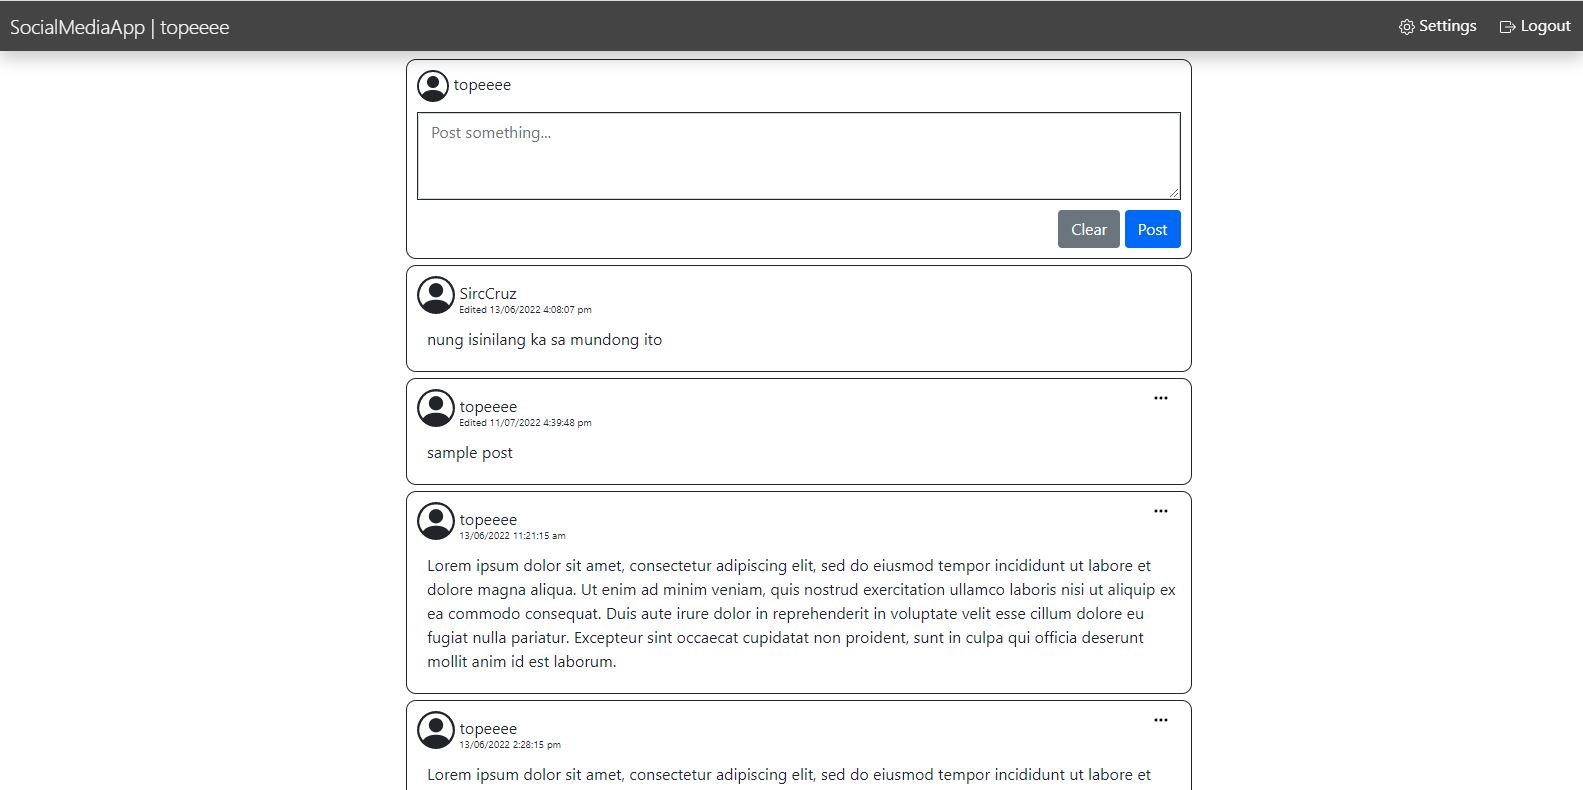 SocialMediaApp | topeeee
Settings
Logout
topeeee
Post something...
Clear
Post
SircCruz
Edited 13/06/2022 4:08:07 pm
nung isinilang ka sa mundong ito
topeeee
Edited 11/07/2022 4:39:48 pm
sample post
topeeee
13/06/2022 11:21:15 am
Lorem ipsum dolor sit amet, consectetur adipiscing elit, sed do eiusmod tempor incididunt ut labore et
dolore magna aliqua. Ut enim ad minim veniam, quis nostrud exercitation ullamco laboris nisi ut aliquip ex
ea commodo consequat. Duis aute irure dolor in reprehenderit in voluptate velit esse cillum dolore eu
fugiat nulla pariatur. Excepteur sint occaecat cupidatat non proident, sunt in culpa qui officia deserunt
mollit anim id est laborum.
topeeee
13/06/2022 2:28:15 pm
Lorem ipsum dolor sit amet, consectetur adipiscing elit, sed do eiusmod tempor incididunt ut labore et